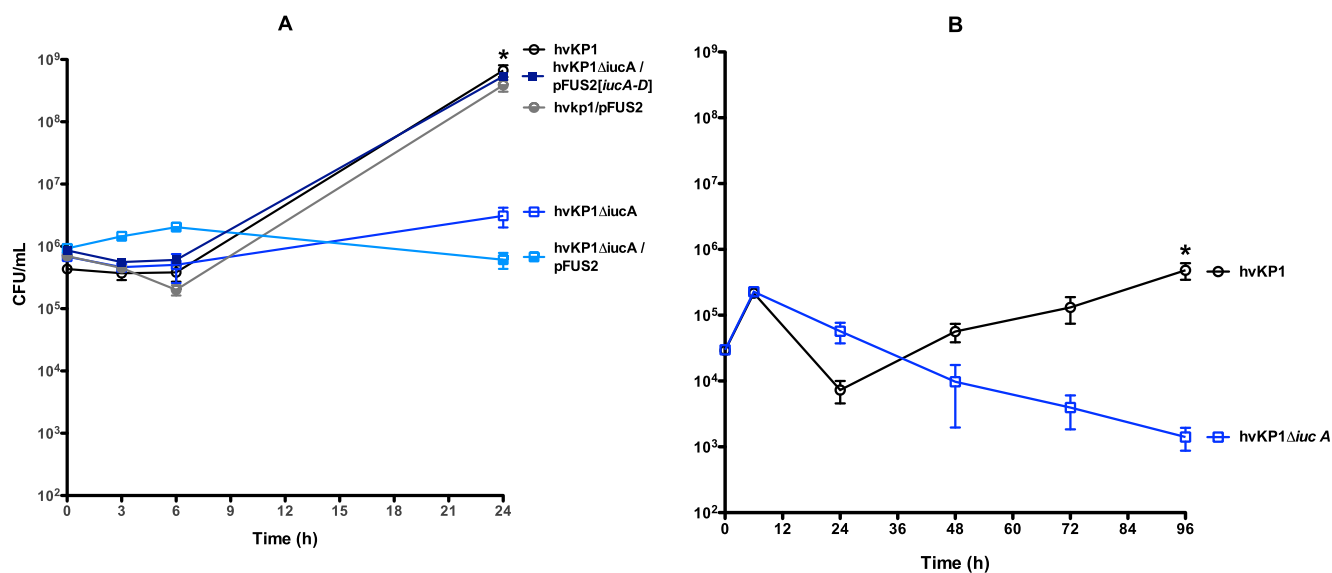 A
CFU/mL
10⁹
10⁸
10⁷
10⁶
10⁵
10⁴
10³
10²
0 3 6 9 12 15 18 21 24
Time (h)
*
hvKP1
hvKP1ΔiucA /
pFUS2[iucA-D]
hvkp1/pFUS2
hvKP1ΔiucA
hvKP1ΔiucA /
pFUS2
B
10⁹
10⁸
10⁷
10⁶
10⁵
10⁴
10³
10²
0 12 24 36 48 60 72 84 96
Time (h)
*
hvKP1
hvKP1Δiuc A